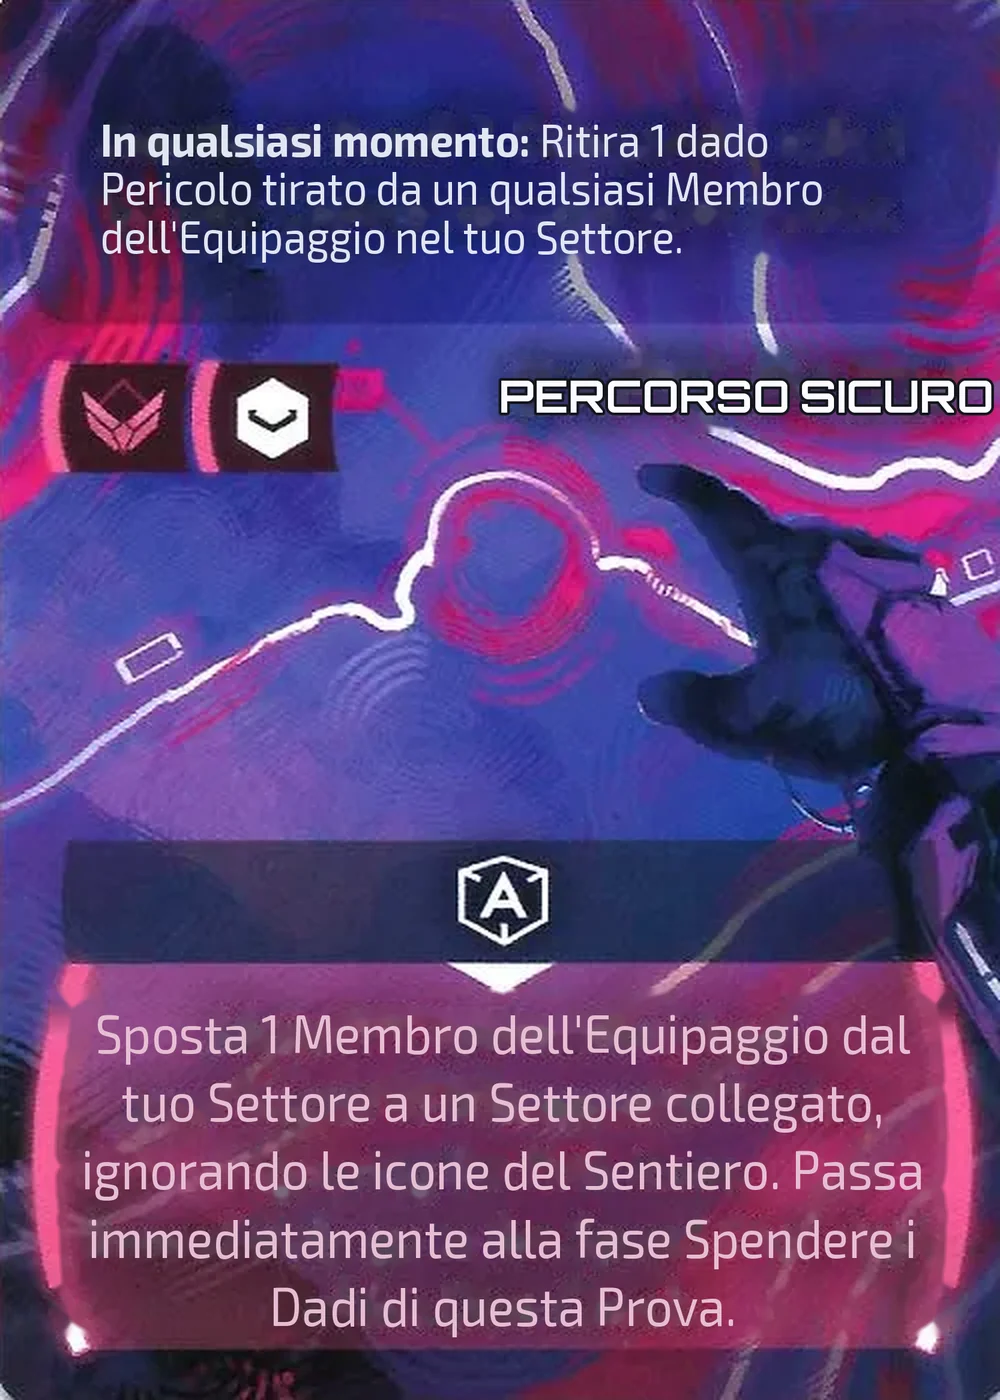 In qualsiasi momento: Ritira 1 dado
Pericolo tirato da un qualsiasi Membro
dell'Equipaggio nel tuo Settore.
PERCORSO SICURO
A
Sposta 1 Membro dell'Equipaggio dal
tuo Settore a un Settore collegato,
ignorando le icone del Sentiero. Passa
immediatamente alla fase Spendere i
Dadi di questa Prova.